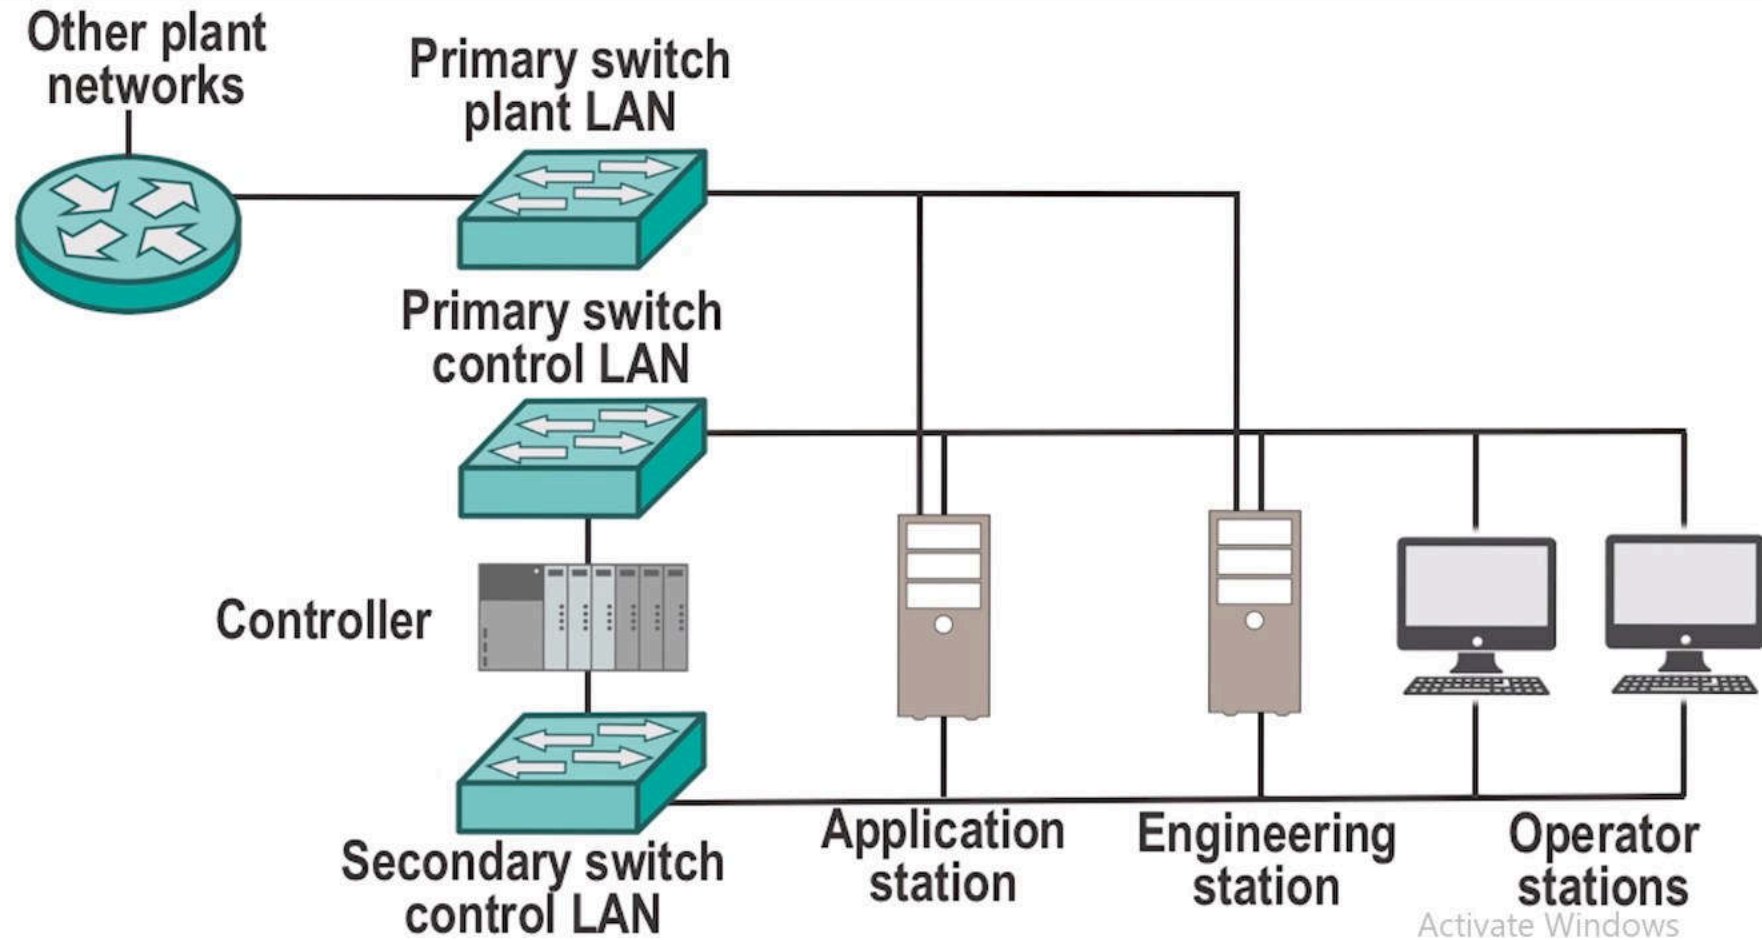 Other plant
networks
Primary switch
plant LAN
Primary switch
control LAN
Controller
Secondary switch
control LAN
Application
station
Engineering
station
Operator
stations
Activate Windows